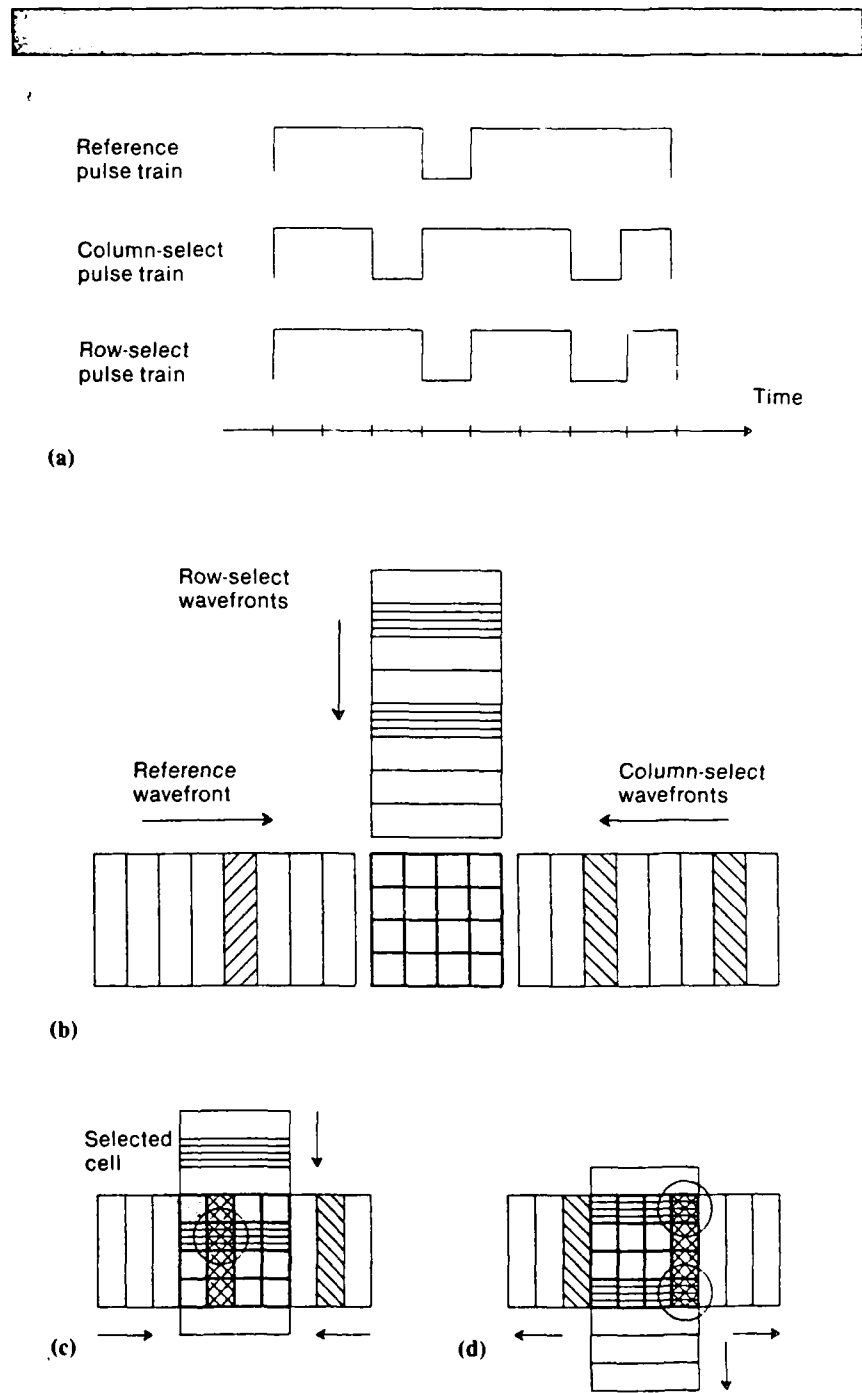 Reference
pulse train
Column-select
pulse train
Row-select
pulse train
Time
(a)
Row-select
wavefronts
Reference
wavefront
Column-select
wavefronts
(b)
Selected
cell
(c)
(d)